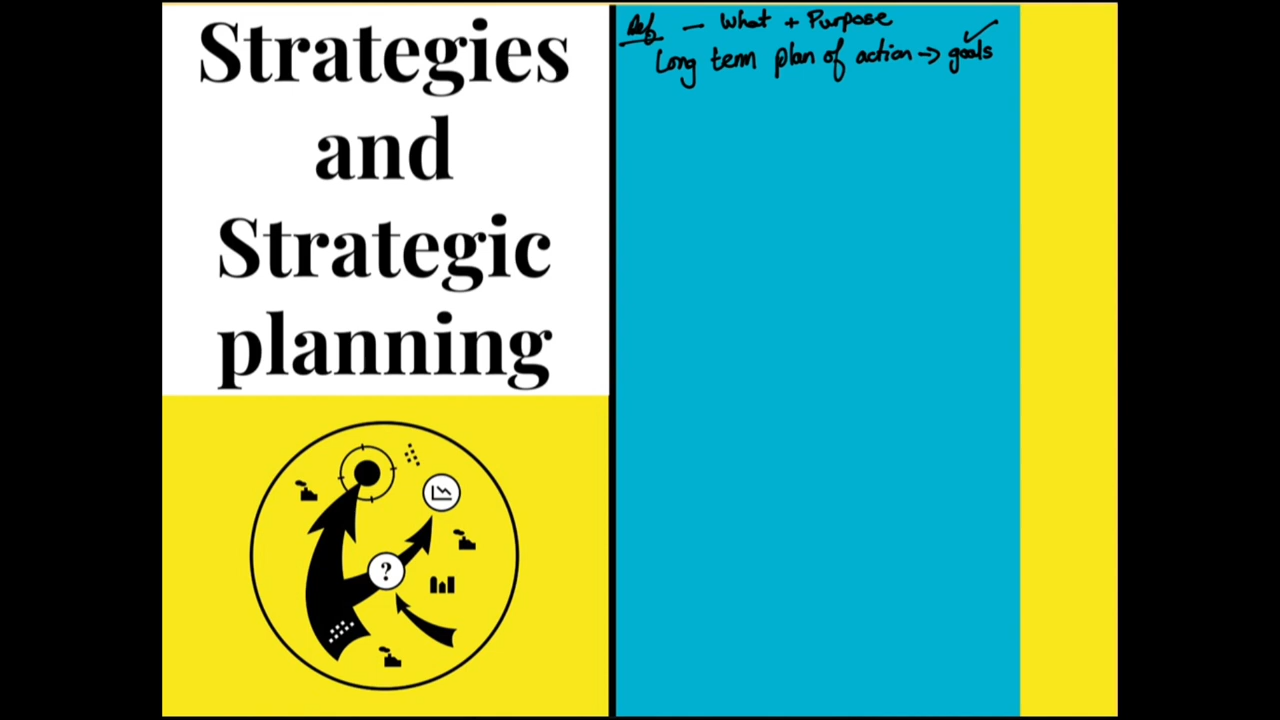 Strategies
and
Strategic
planning
?
Def - What + Purpose
Long term plan of action → goals